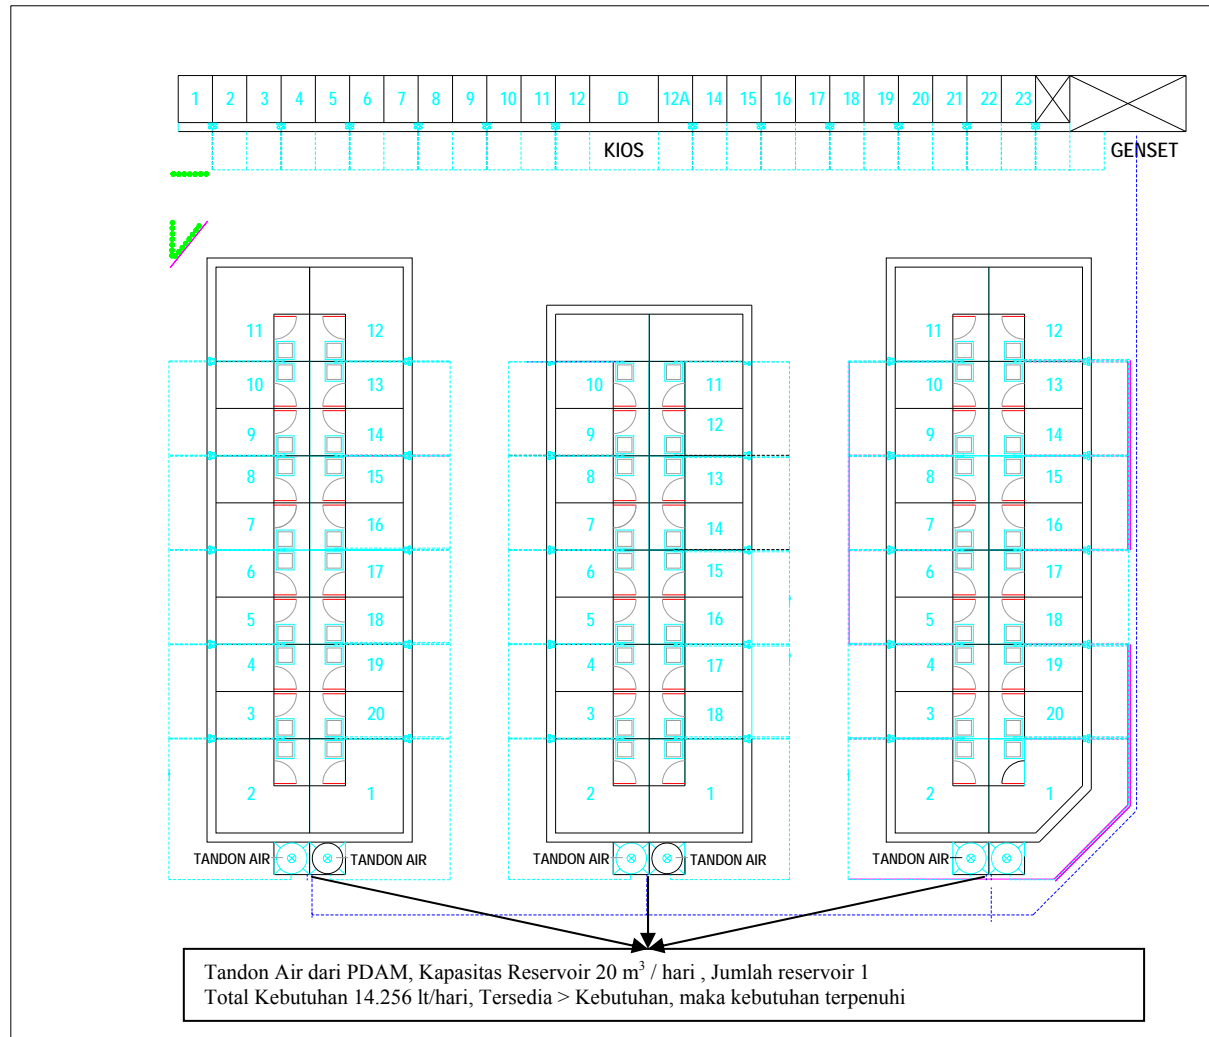 1 2 3 4 5 6 7 8 9 10 11 12 D 12A 14 15 16 17 18 19 20 21 22 23
KIOS GENSET
11 12 11 12
10 13 10 11 10 13
9 14 9 12 9 14
8 15 8 13 8 15
7 16 7 14 7 16
6 17 6 15 6 17
5 18 5 16 5 18
4 19 4 17 4 19
3 20 3 18 3 20
2 1 2 1 2 1
TANDON AIR TANDON AIR TANDON AIR TANDON AIR TANDON AIR
Tandon Air dari PDAM, Kapasitas Reservoir 20 m³ / hari , Jumlah reservoir 1
Total Kebutuhan 14.256 lt/hari, Tersedia > Kebutuhan, maka kebutuhan terpenuhi